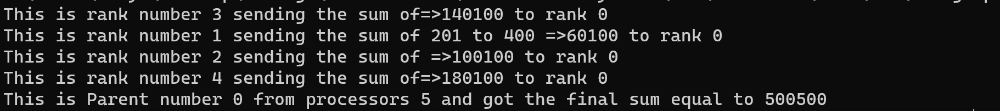 This is rank number 3 sending the sum of=>140100 to rank 0
This is rank number 1 sending the sum of 201 to 400 =>60100 to rank 0
This is rank number 2 sending the sum of =>100100 to rank 0
This is rank number 4 sending the sum of=>180100 to rank 0
This is Parent number 0 from processors 5 and got the final sum equal to 500500